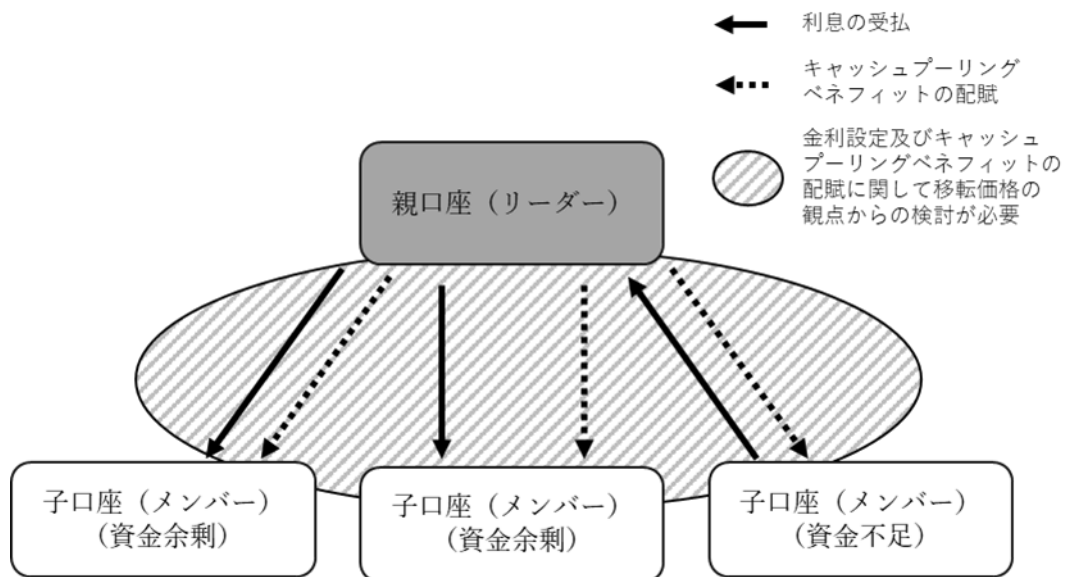 利息の受払
キャッシュプーリング
ベネフィットの配賦
金利設定及びキャッシュ
プーリングベネフィットの
配賦に関して移転価格の
観点からの検討が必要
親口座（リーダー）
子口座（メンバー）
（資金余剰）
子口座（メンバー）
（資金余剰）
子口座（メンバー）
（資金不足）